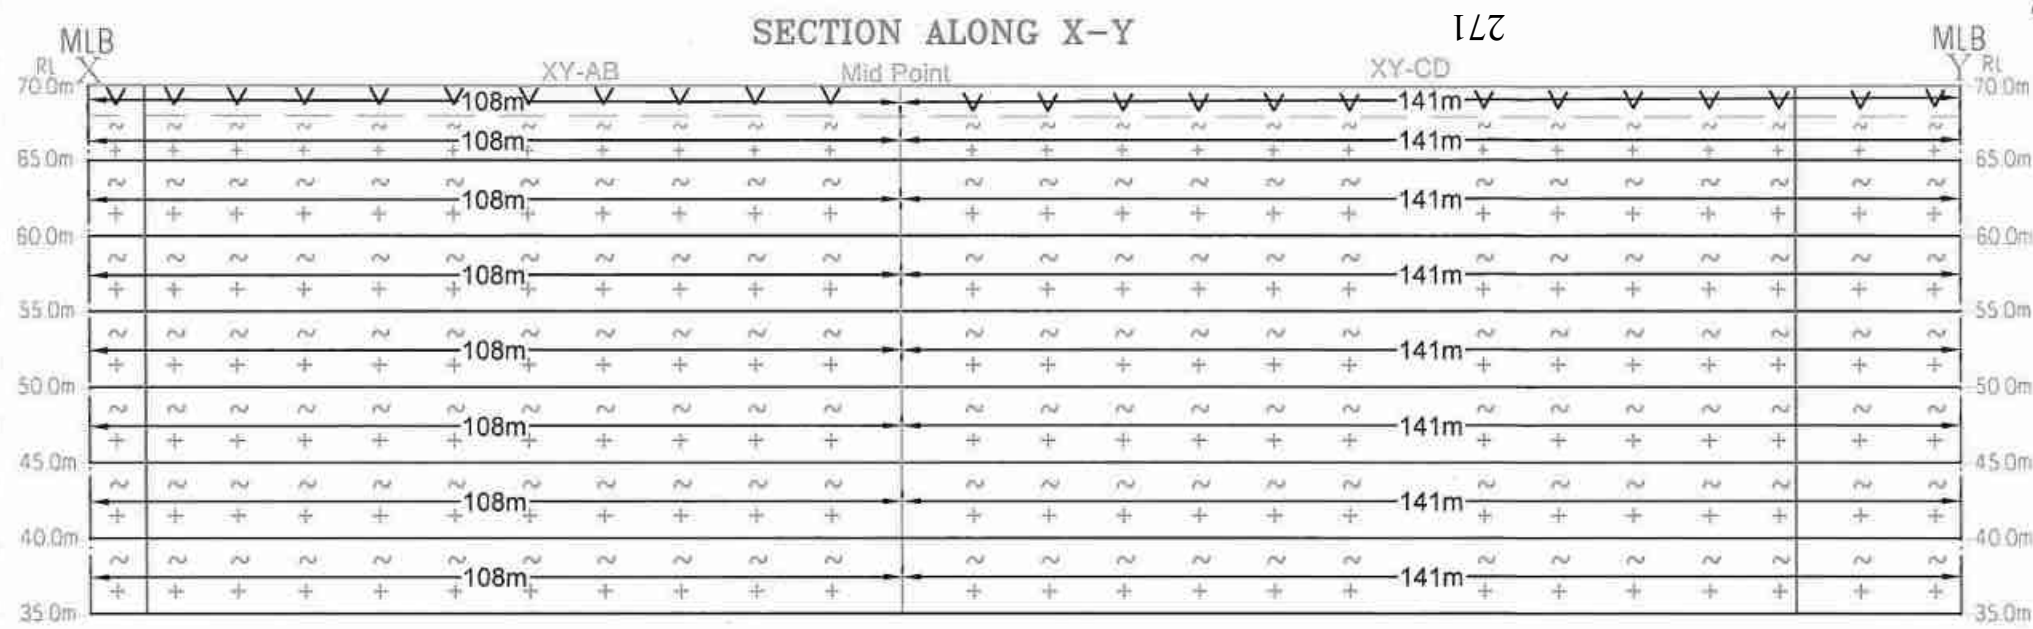 SECTION ALONG X-Y
271
MLB
MLB
RL X
XY-AB
Mid Point
XY-CD
Y RL
70.0m
108m
141m
70.0m
108m
141m
65.0m
65.0m
108m
141m
60.0m
60.0m
108m
141m
55.0m
55.0m
108m
141m
50.0m
50.0m
108m
141m
45.0m
45.0m
108m
141m
40.0m
40.0m
108m
141m
35.0m
35.0m